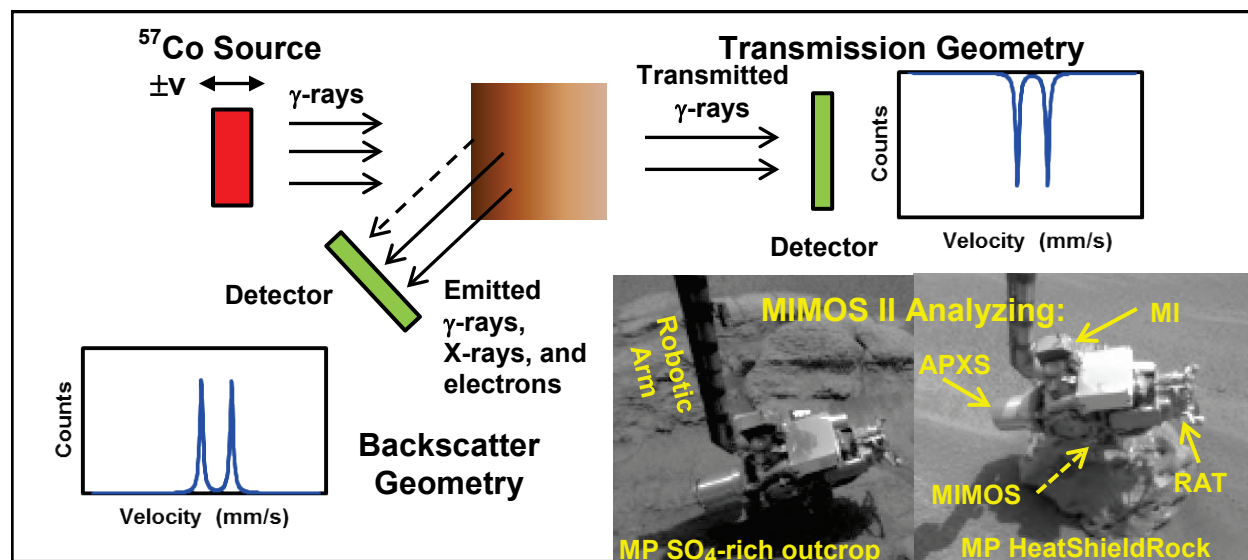 57Co Source
±v
γ-rays
Detector
Emitted
γ-rays,
X-rays, and
electrons
Counts
Velocity (mm/s)
Backscatter
Geometry
Transmission Geometry
Transmitted
γ-rays
Detector
Counts
Velocity (mm/s)
MIMOS II Analyzing:
Robotic
Arm
MP SO4-rich outcrop
MI
APXS
MIMOS
RAT
MP HeatShieldRock